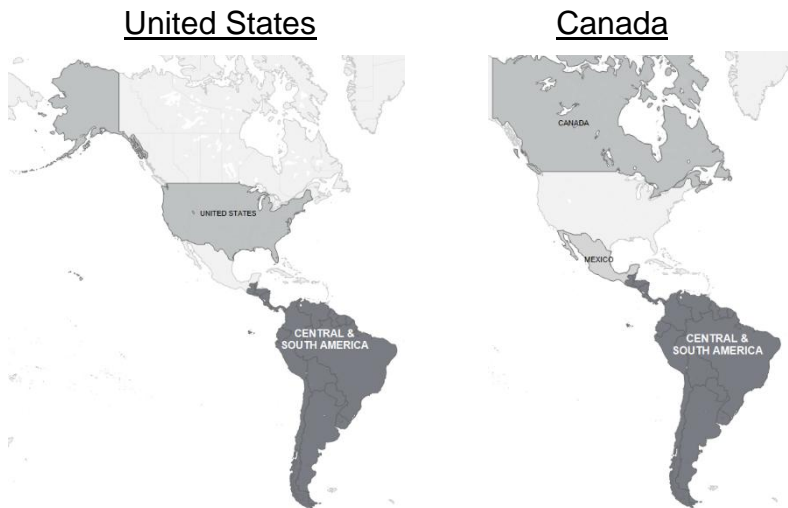 United States
Canada
UNITED STATES
CENTRAL &
SOUTH AMERICA
CANADA
MEXICO
CENTRAL &
SOUTH AMERICA